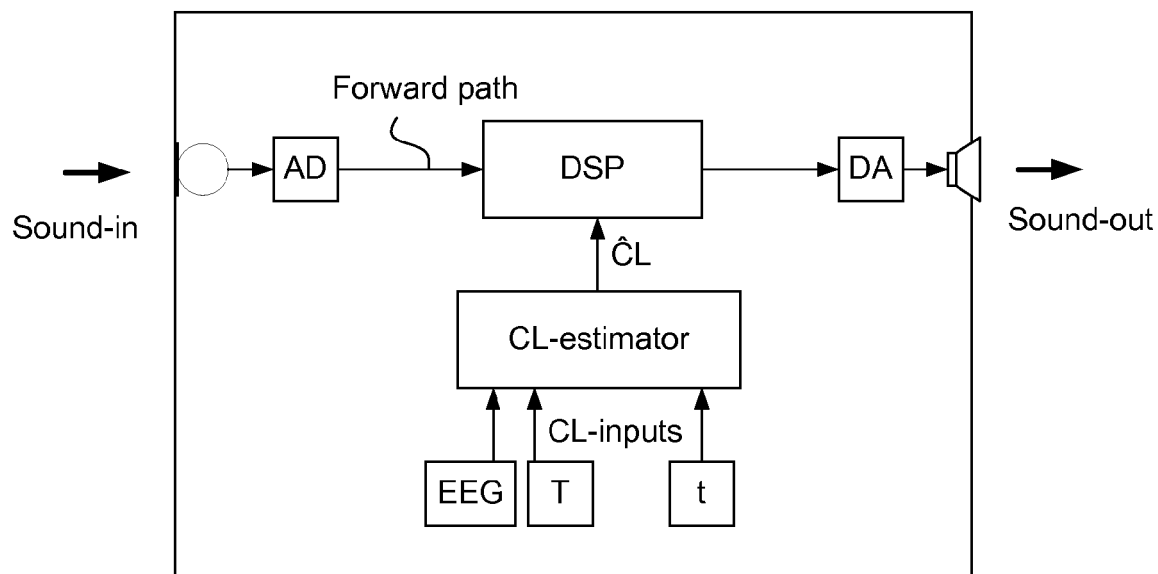 Forward path
AD
DSP
DA
Sound-in
Sound-out
ĈL
CL-estimator
CL-inputs
EEG
T
t